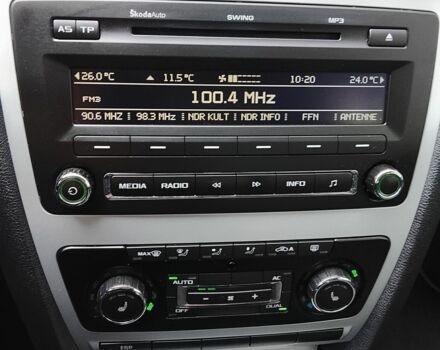 ŠkodaAuto SWING MP3
AS TP
26.0 °C 11.5 °C 10:20 24.0 °C
FM3 100.4 MHz
90.6 MHZ 98.3 MHz NDR KULT NDR INFO FFN ANTENNE
MEDIA RADIO INFO
MAX A
AUTO AC
OFF DUAL
ESP